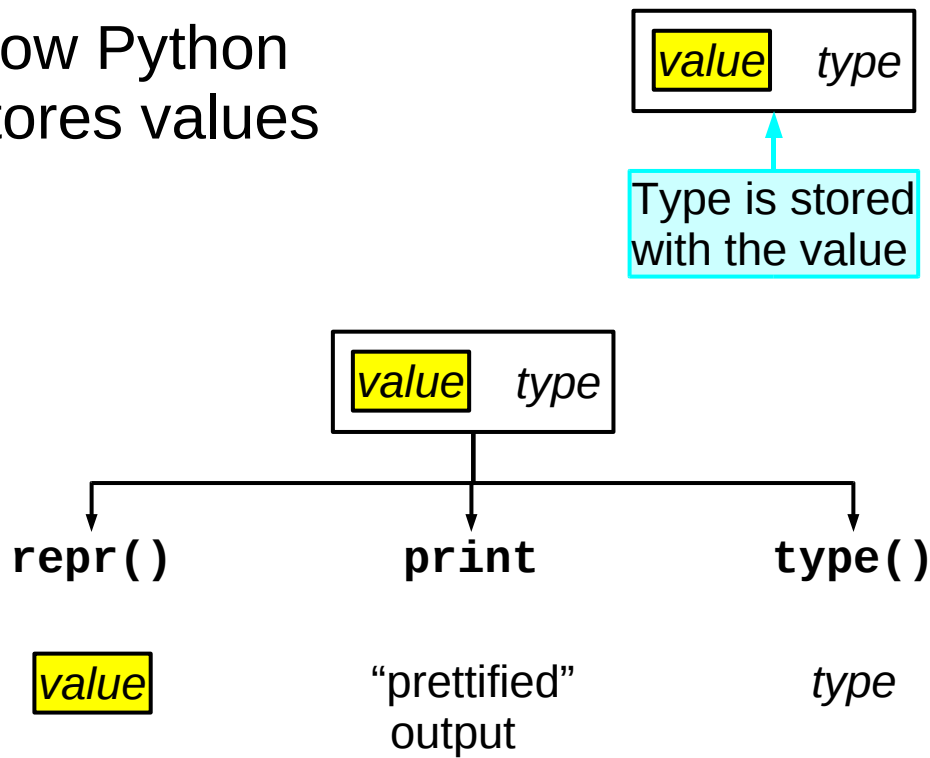 ow Python
tores values
value type
Type is stored
with the value
value type
repr() print type()
value “prettified” type
output